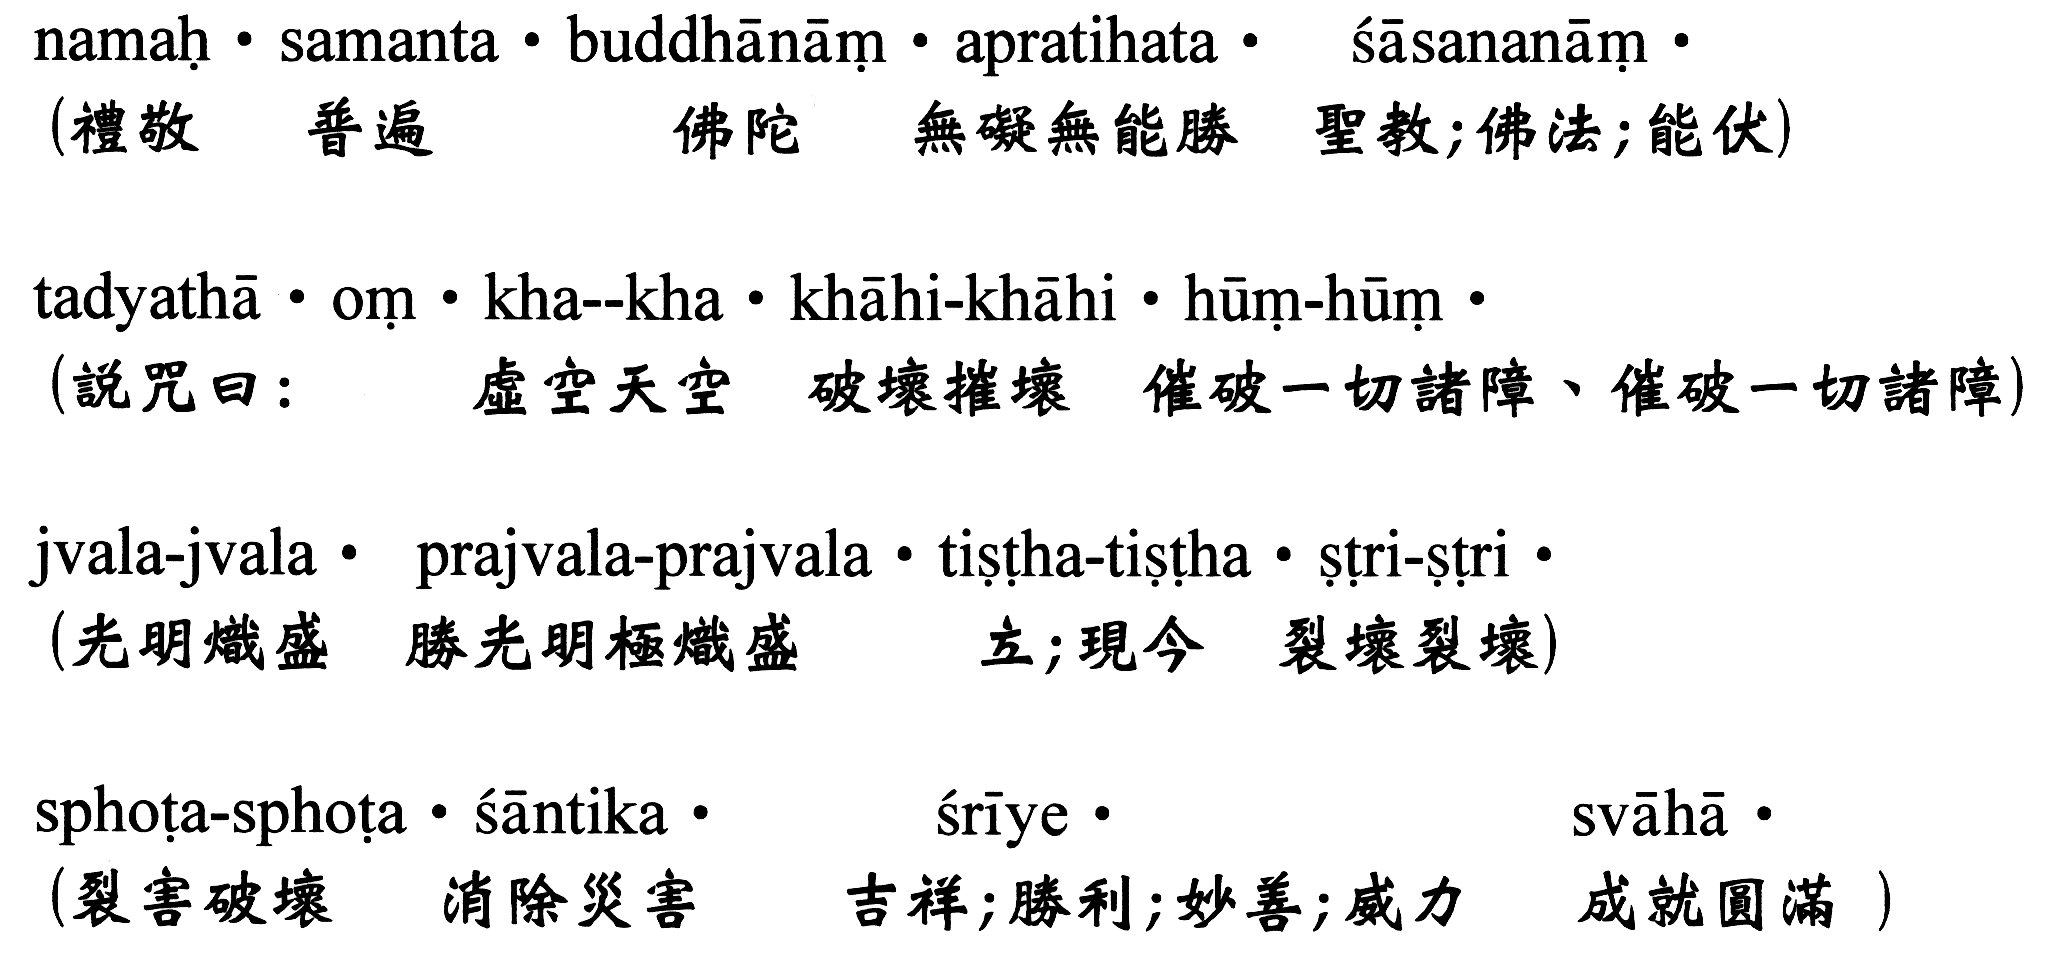 namaḥ • samanta • buddhānāṃ • apratihata • śāsananāṃ •
(禮敬 普遍 佛陀 無礙無能勝 聖教;佛法;能伏)
tadyathā • oṃ • kha--kha • khāhi-khāhi • hūṃ-hūṃ •
(説咒曰: 虛空天空 破壞摧壞 催破一切諸障、催破一切諸障)
jvala-jvala • prajvala-prajvala • tiṣṭha-tiṣṭha • ṣṭri-ṣṭri •
(光明熾盛 勝光明極熾盛 立;現今 裂壞裂壞)
sphoṭa-sphoṭa • śāntika • śrīye • svāhā •
(裂害破壞 消除災害 吉祥;勝利;妙善;威力 成就圓滿 )